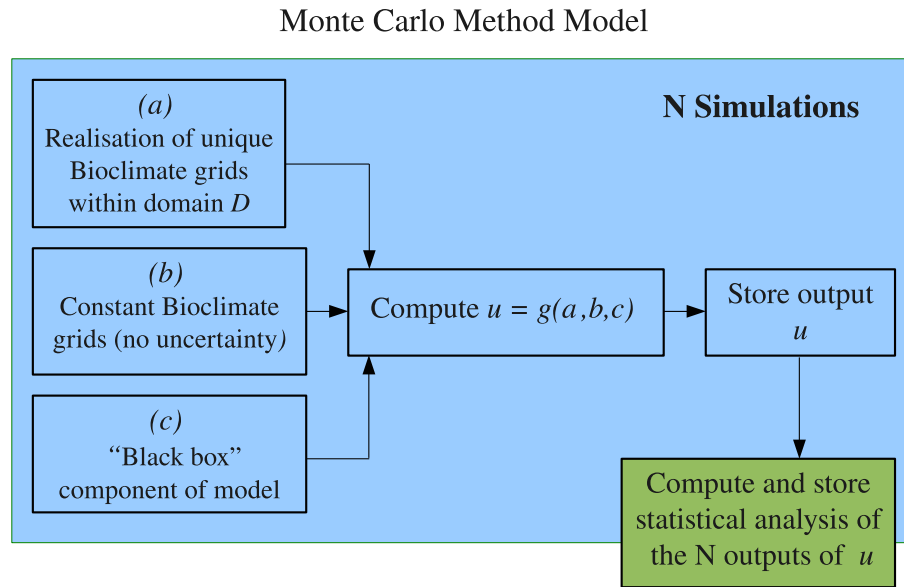 Monte Carlo Method Model
N Simulations
(a)
Realisation of unique
Bioclimate grids
within domain D
(b)
Constant Bioclimate
grids (no uncertainty)
(c)
“Black box”
component of model
Compute u = g(a,b,c)
Store output
u
Compute and store
statistical analysis of
the N outputs of u